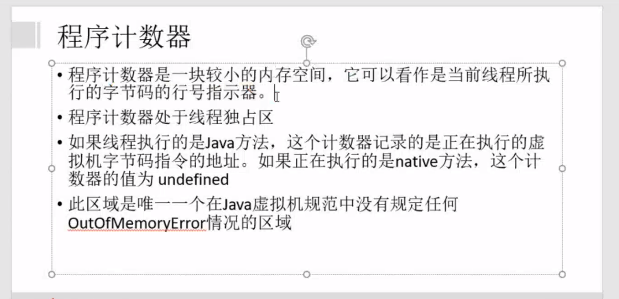 程序计数器
• 程序计数器是一块较小的内存空间，它可以看作是当前线程所执
行的字节码的行号指示器。
• 程序计数器处于线程独占区
• 如果线程执行的是Java方法，这个计数器记录的是正在执行的虚
拟机字节码指令的地址。如果正在执行的是native方法，这个计
数器的值为 undefined
• 此区域是唯一一个在Java虚拟机规范中没有规定任何
OutOfMemoryError情况的区域